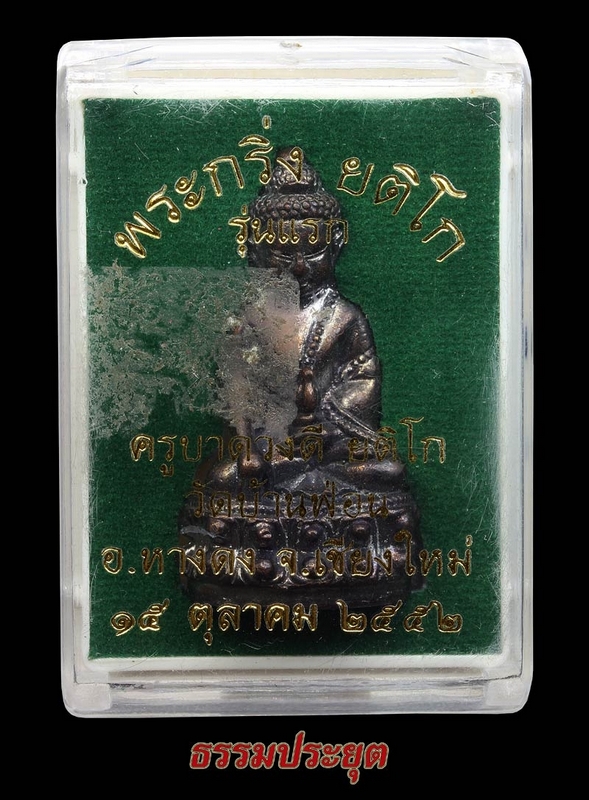 พระกริ่ง ยติโก
รุ่นแรก
ครูบาดวงดี ยติโก
วัดบ้านฟ่อน
อ.หางดง จ.เชียงใหม่
๑๕ ตุลาคม ๒๕๕๒
ธรรมประยุต